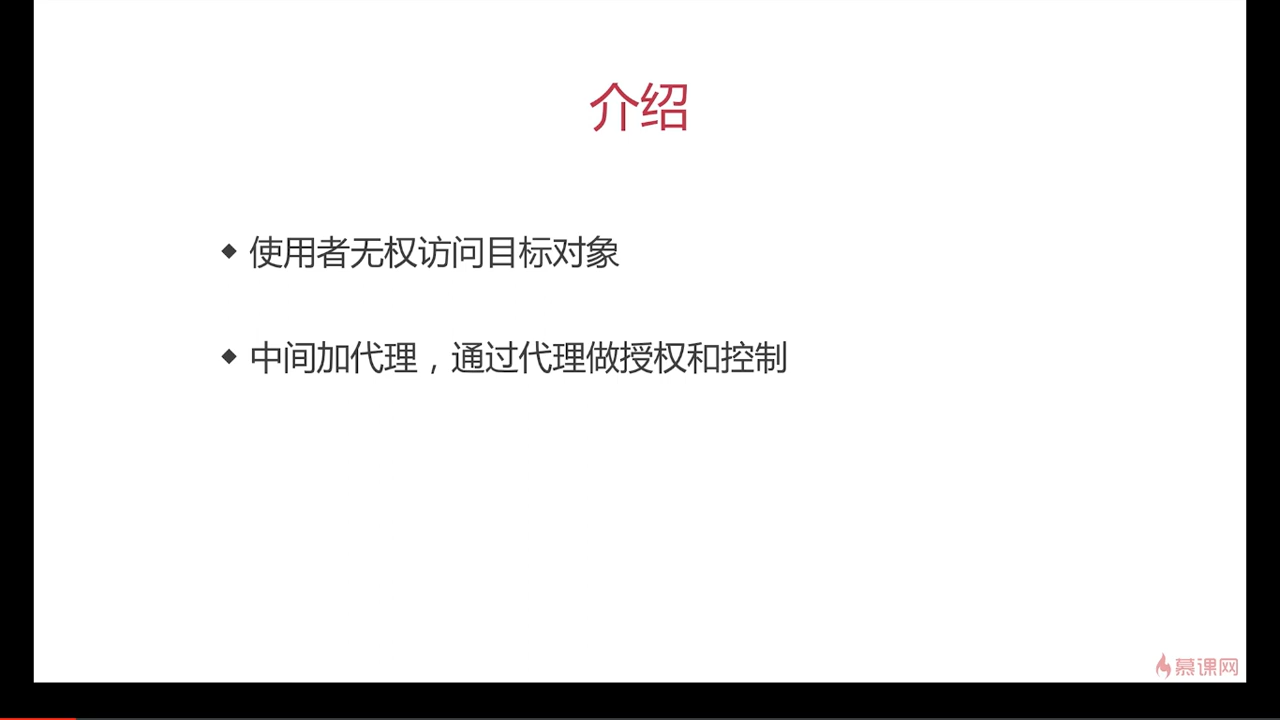 介绍
◆ 使用者无权访问目标对象
◆ 中间加代理，通过代理做授权和控制
慕课网